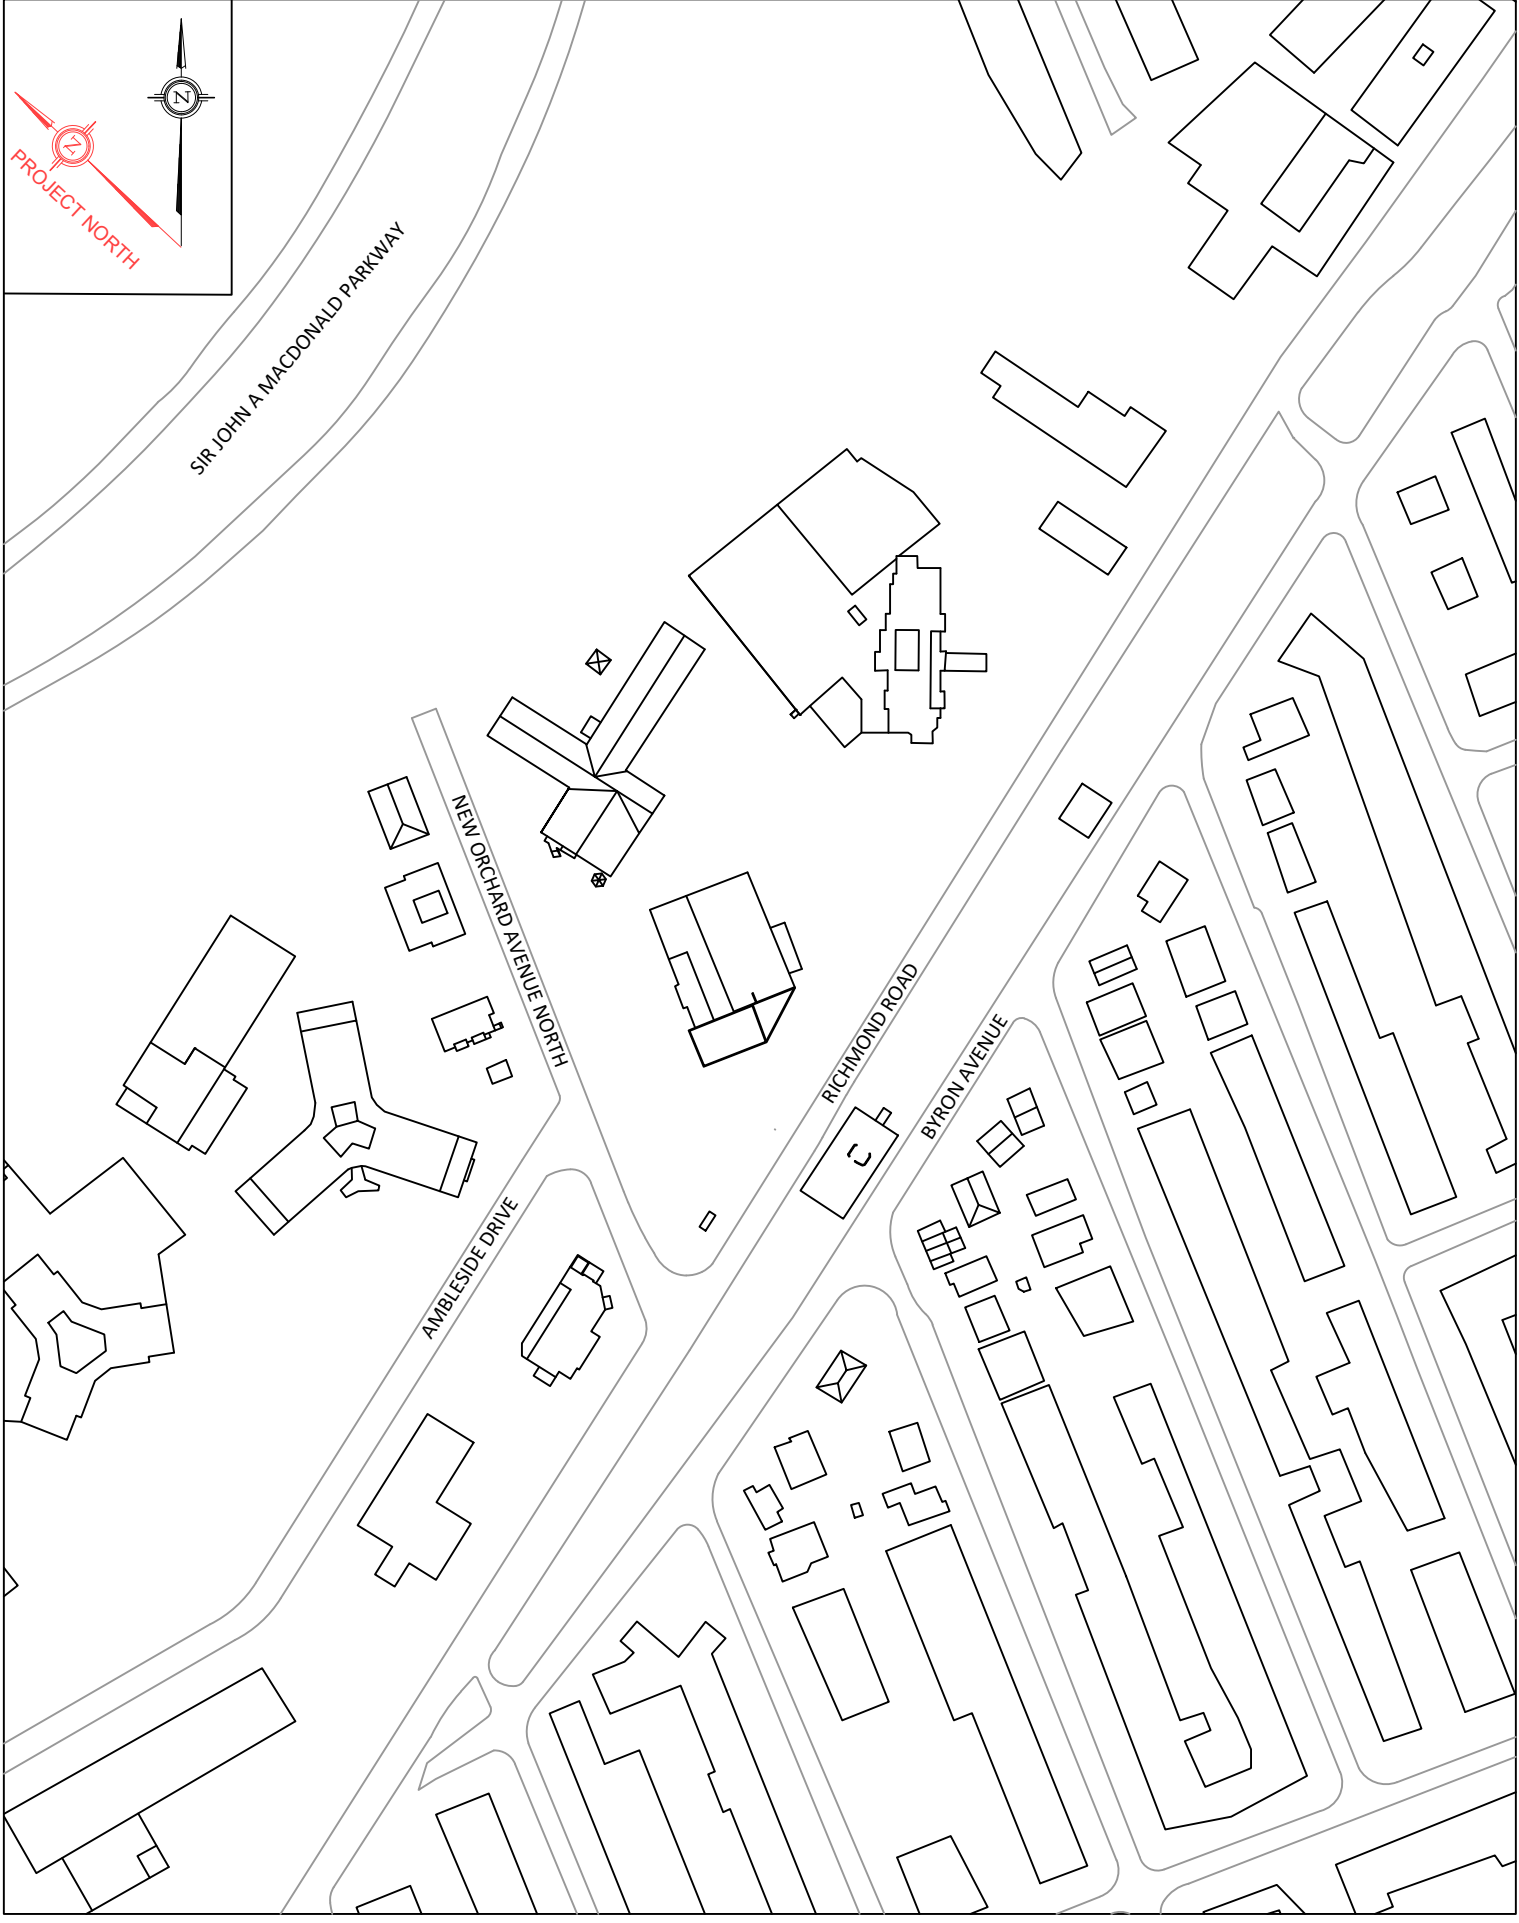 N
N
PROJECT NORTH
SIR JOHN A MACDONALD PARKWAY
NEW ORCHARD AVENUE NORTH
RICHMOND ROAD
BYRON AVENUE
AMBLESIDE DRIVE